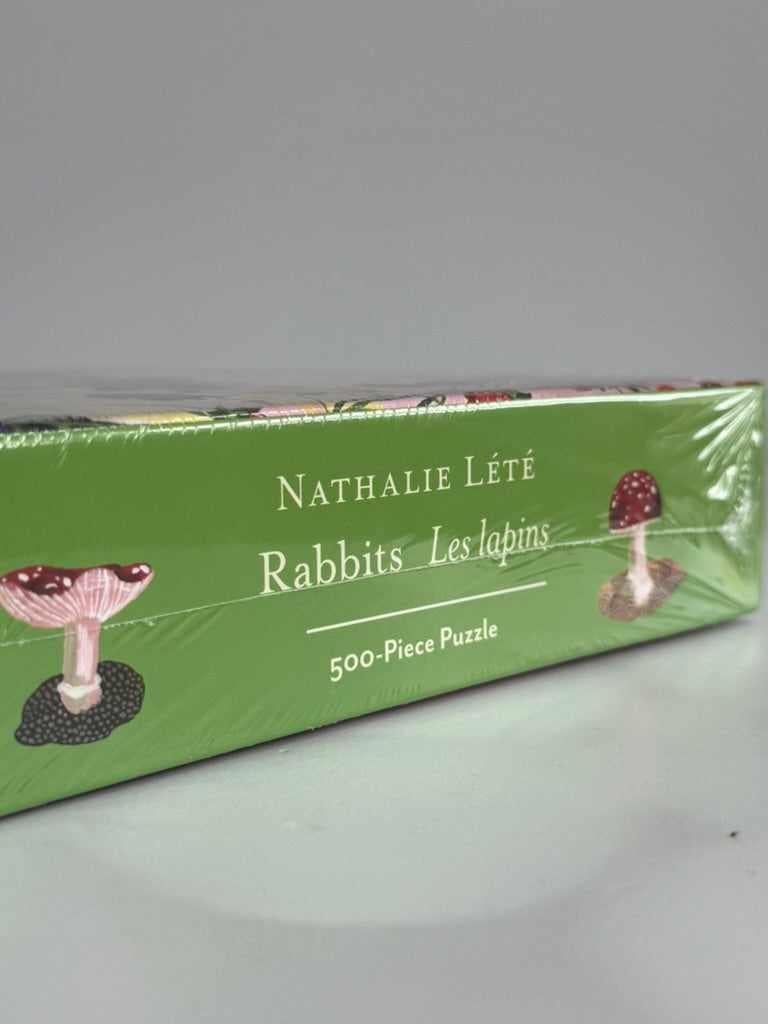 NATHALIE LÉTÉ
Rabbits Les lapins
500-Piece Puzzle